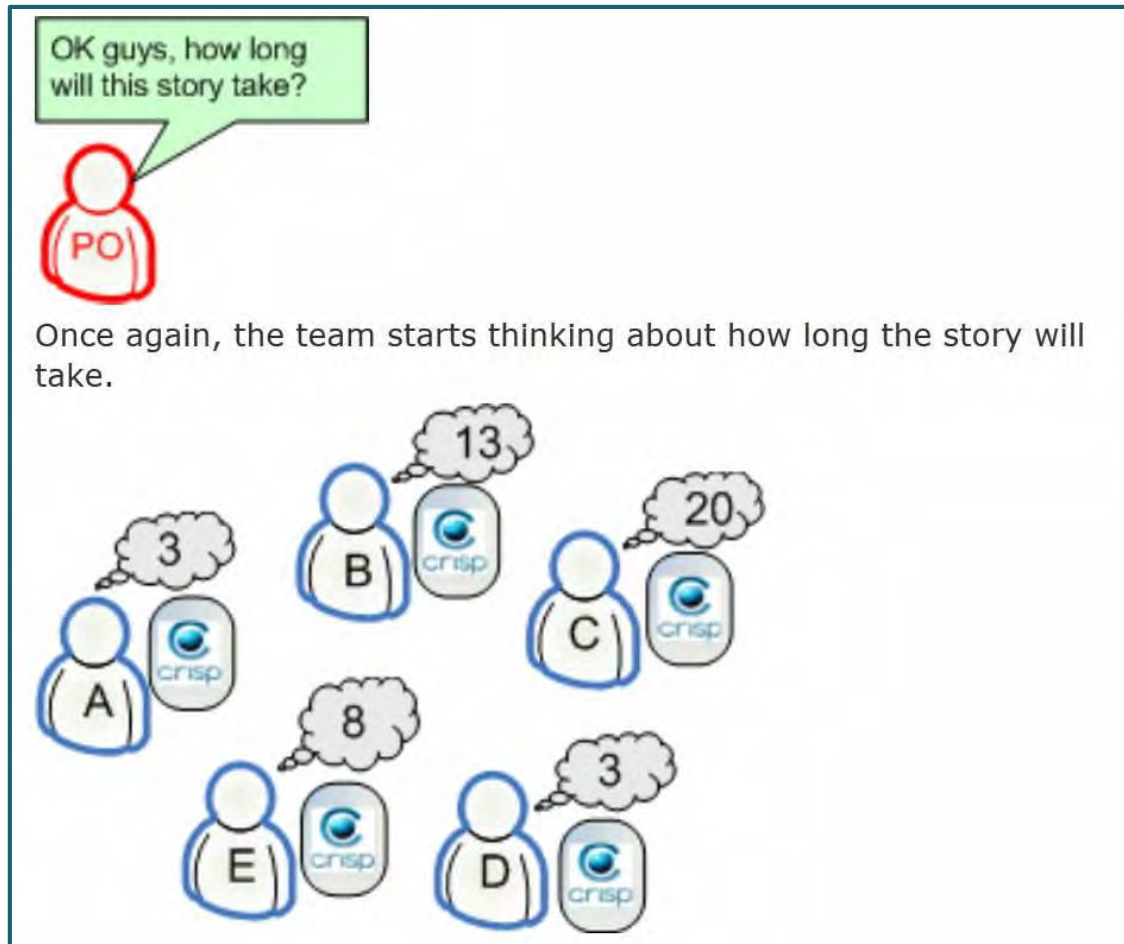 OK guys, how long
will this story take?
PO
Once again, the team starts thinking about how long the story will
take.
13
20
3
B
crisp
C
crisp
A
crisp
8
3
E
crisp
D
crisp